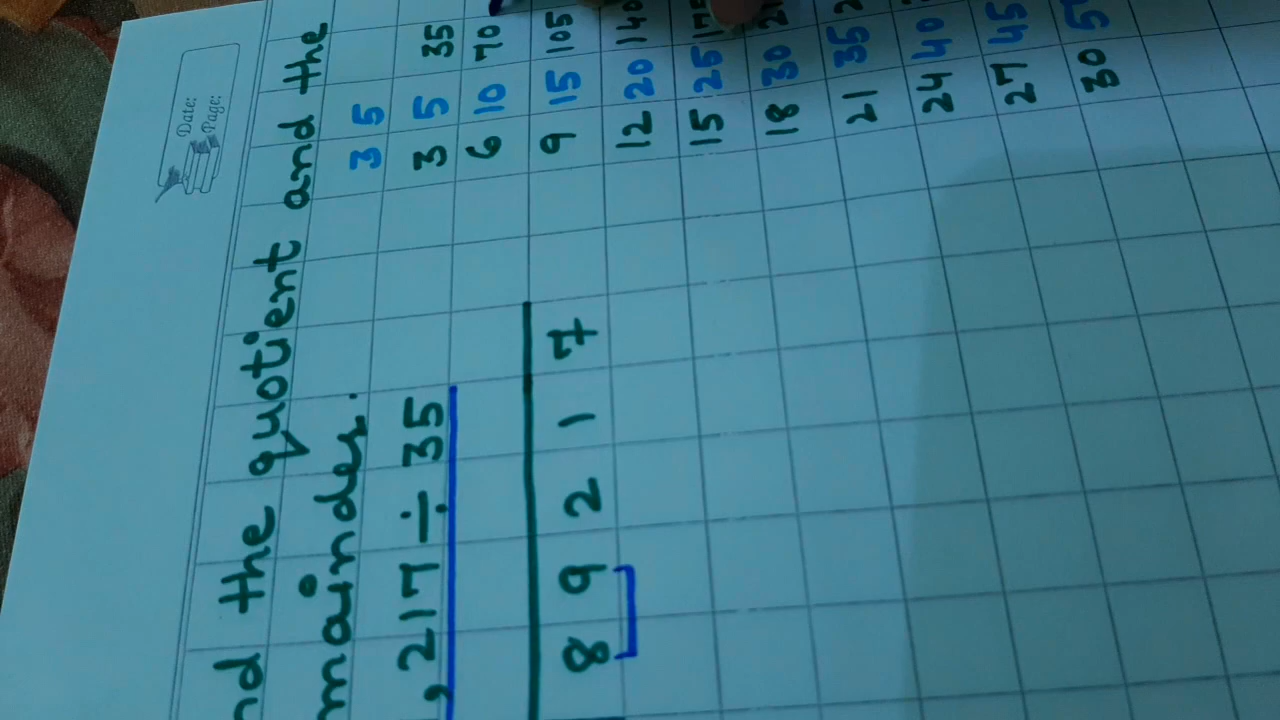 Date:
Page:
nd the quotient and the
mainder.
, 217 ÷ 35
8 9 2 1 7
3 5
3 5 35
6 10 70
9 15 105
12 20 140
15 25 175
18 30
21 35
24 40
27 45
30